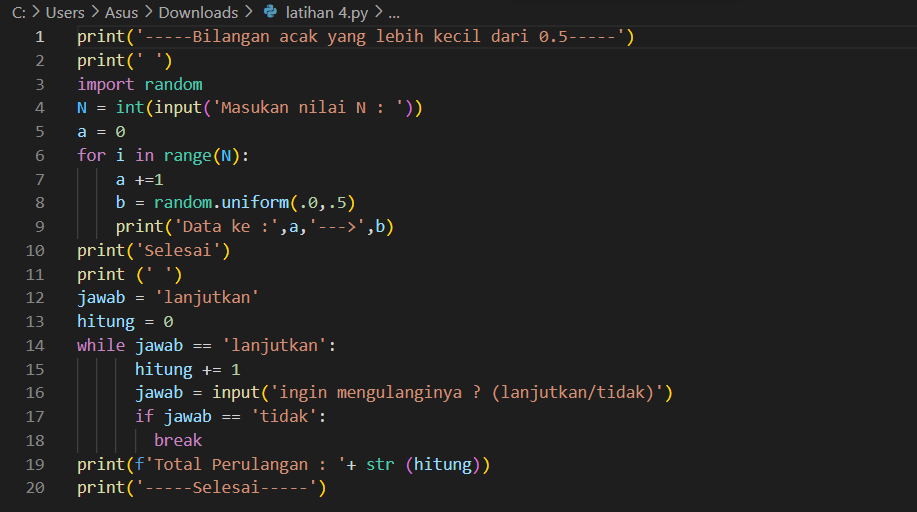 C: > Users > Asus > Downloads > latihan 4.py > ...
1 print('-----Bilangan acak yang lebih kecil dari 0.5-----')
2 print(' ')
3 import random
4 N = int(input('Masukan nilai N : '))
5 a = 0
6 for i in range(N):
7     a +=1
8     b = random.uniform(.0,.5)
9     print('Data ke :',a,'--->',b)
10 print('Selesai')
11 print (' ')
12 jawab = 'lanjutkan'
13 hitung = 0
14 while jawab == 'lanjutkan':
15       hitung += 1
16       jawab = input('ingin mengulanginya ? (lanjutkan/tidak)')
17       if jawab == 'tidak':
18         break
19 print(f'Total Perulangan : '+ str (hitung))
20 print('-----Selesai-----')